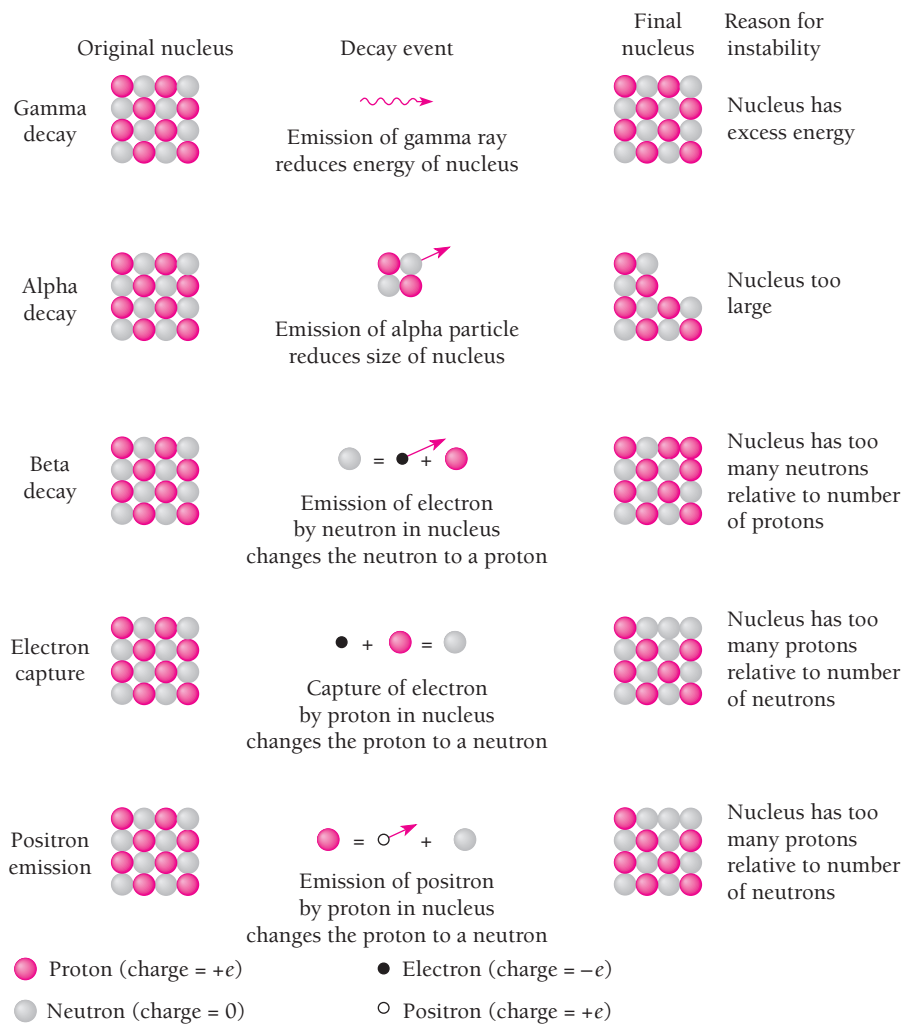 Original nucleus
Decay event
Final
nucleus
Reason for
instability
Gamma
decay
Emission of gamma ray
reduces energy of nucleus
Nucleus has
excess energy
Alpha
decay
Emission of alpha particle
reduces size of nucleus
Nucleus too
large
Beta
decay
= +
Emission of electron
by neutron in nucleus
changes the neutron to a proton
Nucleus has too
many neutrons
relative to number
of protons
Electron
capture
+ =
Capture of electron
by proton in nucleus
changes the proton to a neutron
Nucleus has too
many protons
relative to number
of neutrons
Positron
emission
= +
Emission of positron
by proton in nucleus
changes the proton to a neutron
Nucleus has too
many protons
relative to number
of neutrons
Proton (charge = +e)
Electron (charge = −e)
Neutron (charge = 0)
Positron (charge = +e)